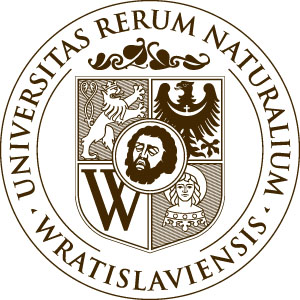 UNIVERSITAS RERUM NATURALIUM
· WRATISLAVIENSIS ·
W